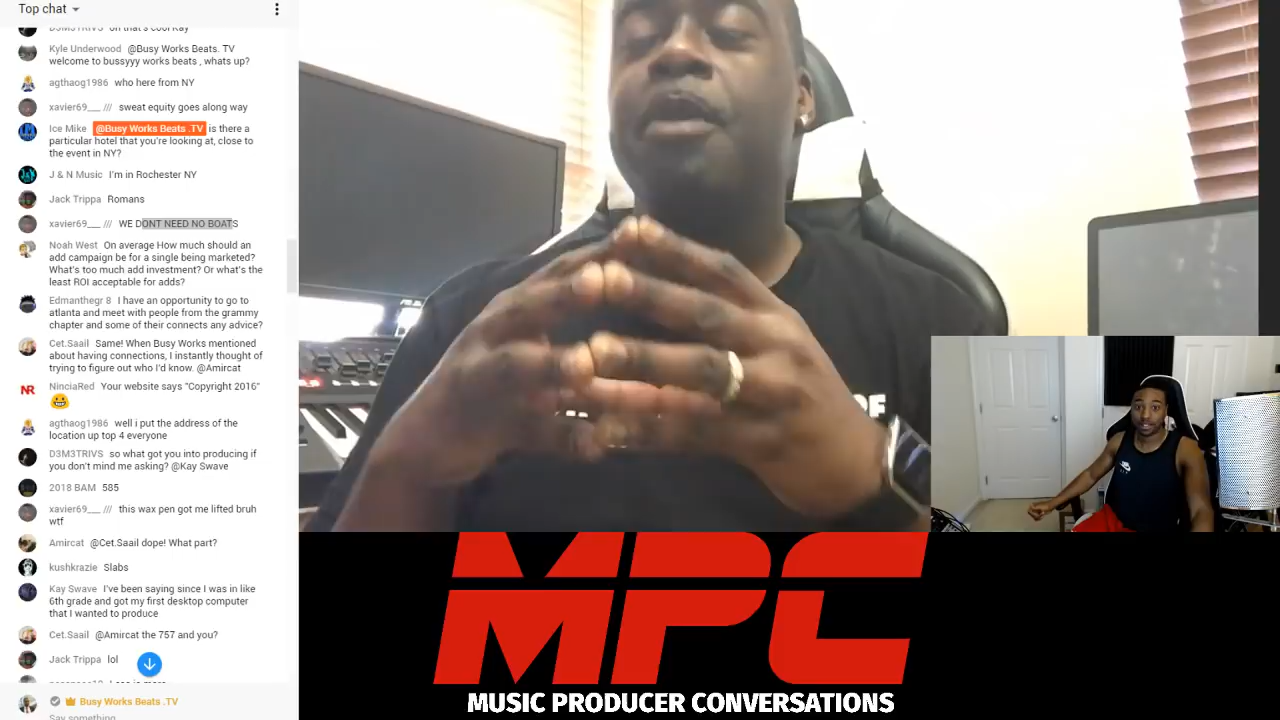 Top chat
D3M3TRIVS oh that's cool Kay
Kyle Underwood @Busy Works Beats. TV
welcome to bussyyy works beats , whats up?
agthaog1986 who here from NY
xavier69___ /// sweat equity goes along way
Ice Mike @Busy Works Beats .TV is there a
particular hotel that you're looking at, close to
the event in NY?
J & N Music I'm in Rochester NY
Jack Trippa Romans
xavier69___ /// WE DONT NEED NO BOATS
Noah West On average How much should an
add campaign be for a single being marketed?
What's too much add investment? Or what's the
least ROI acceptable for adds?
Edmanthegr 8 I have an opportunity to go to
atlanta and meet with people from the grammy
chapter and some of their connects any advice?
Cet.Saail Same! When Busy Works mentioned
about having connections, I instantly thought of
trying to figure out who I'd know. @Amircat
NR
NinciaRed Your website says "Copyright 2016"
agthaog1986 well i put the address of the
location up top 4 everyone
D3M3TRIVS so what got you into producing if
you don't mind me asking? @Kay Swave
2018 BAM 585
xavier69___ /// this wax pen got me lifted bruh
wtf
Amircat @Cet.Saail dope! What part?
kushkrazie Slabs
Kay Swave I've been saying since I was in like
6th grade and got my first desktop computer
that I wanted to produce
Cet.Saail @Amircat the 757 and you?
Jack Trippa lol
Busy Works Beats .TV
Say something
OF
MPC
MUSIC PRODUCER CONVERSATIONS